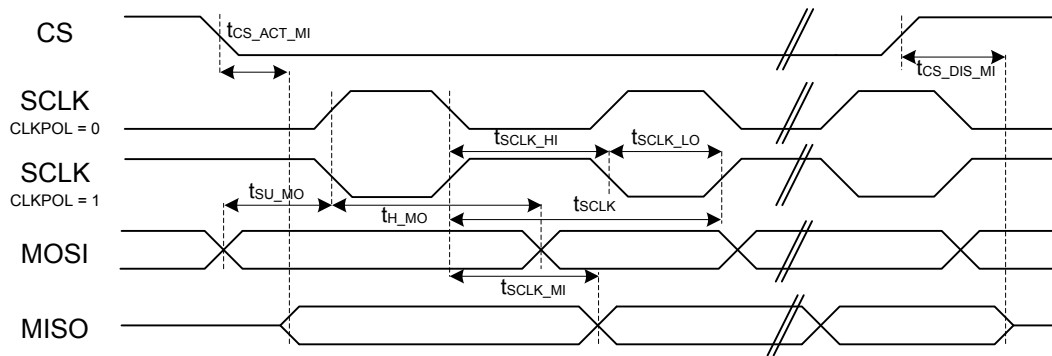 CS
tCS_ACT_MI
tCS_DIS_MI
SCLK
CLKPOL = 0
tSCLK_HI
tSCLK_LO
SCLK
CLKPOL = 1
tSU_MO
tH_MO
tSCLK
MOSI
tSCLK_MI
MISO